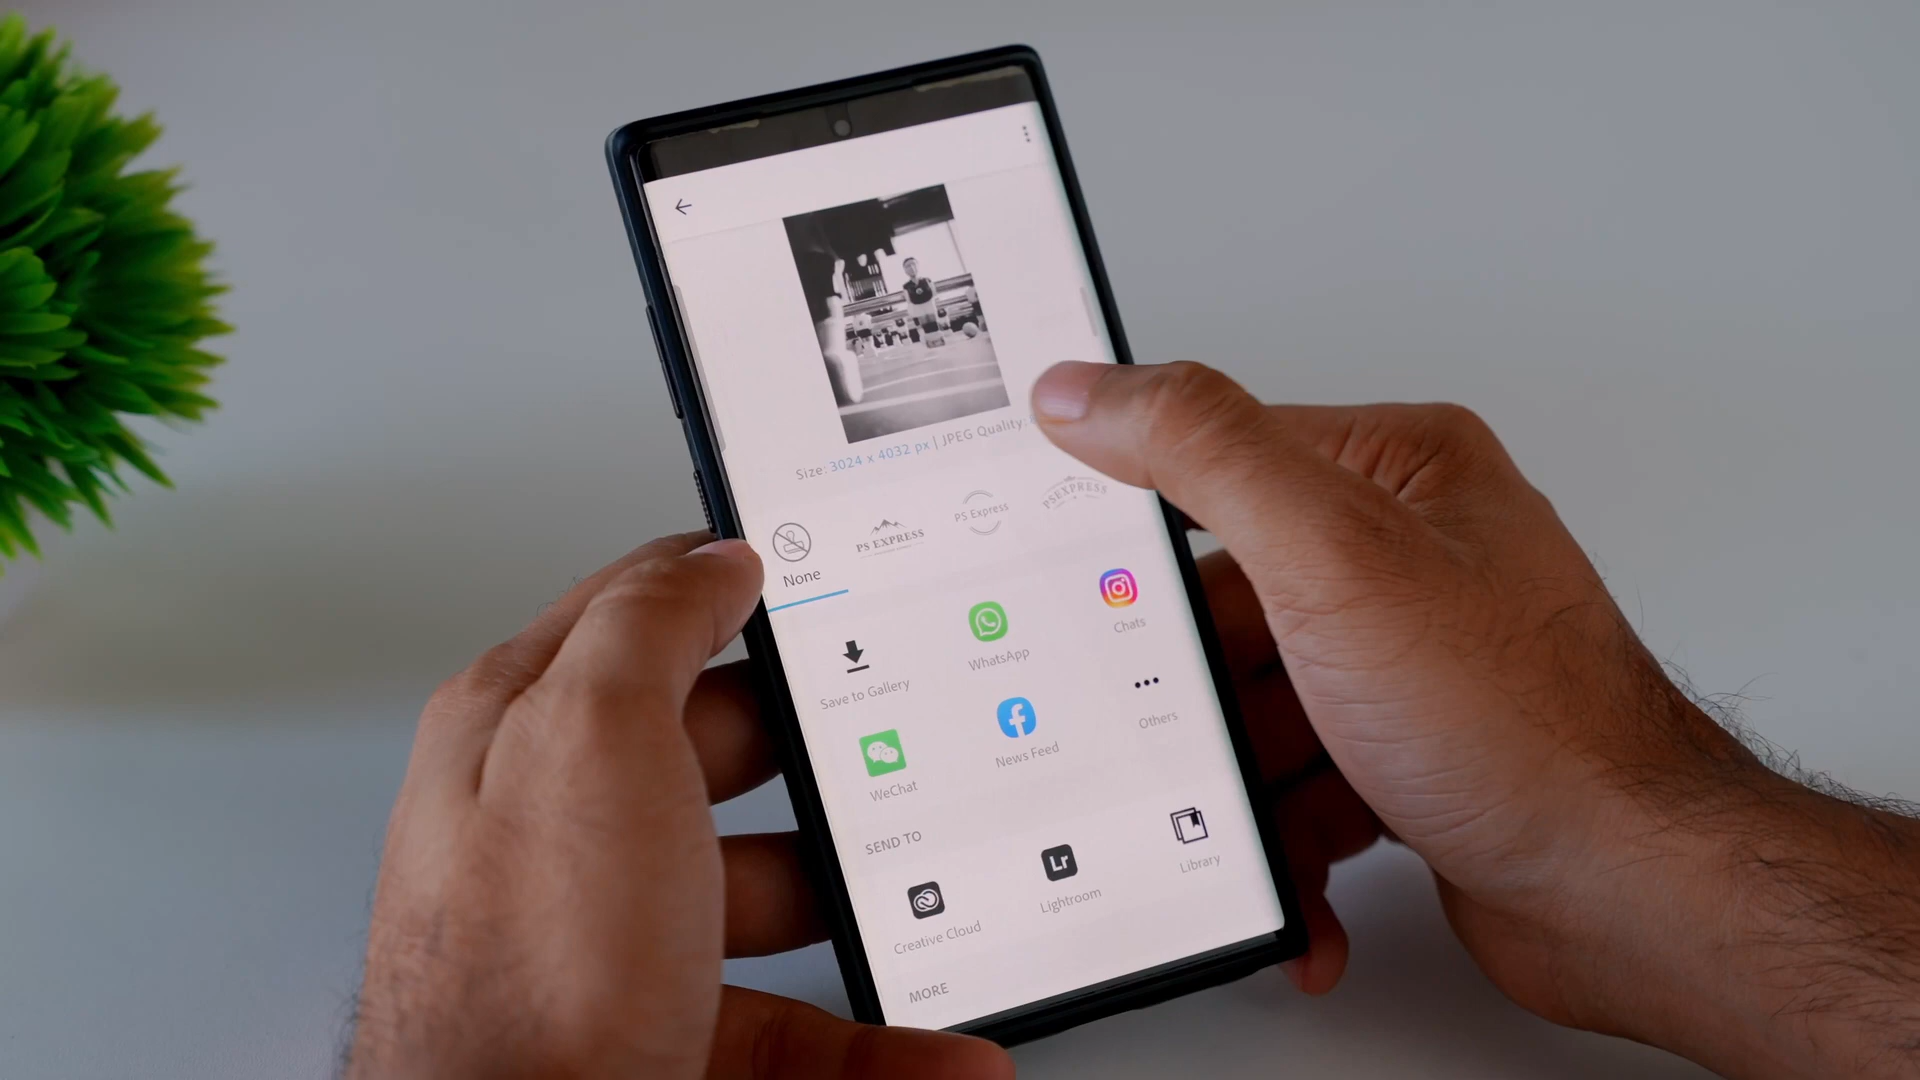 Size: 3024 x 4032 px | JPEG Quality:
PS EXPRESS
PS Express
PSEXPRESS
None
Save to Gallery
WhatsApp
Chats
WeChat
News Feed
Others
SEND TO
Creative Cloud
Lr
Lightroom
Library
MORE